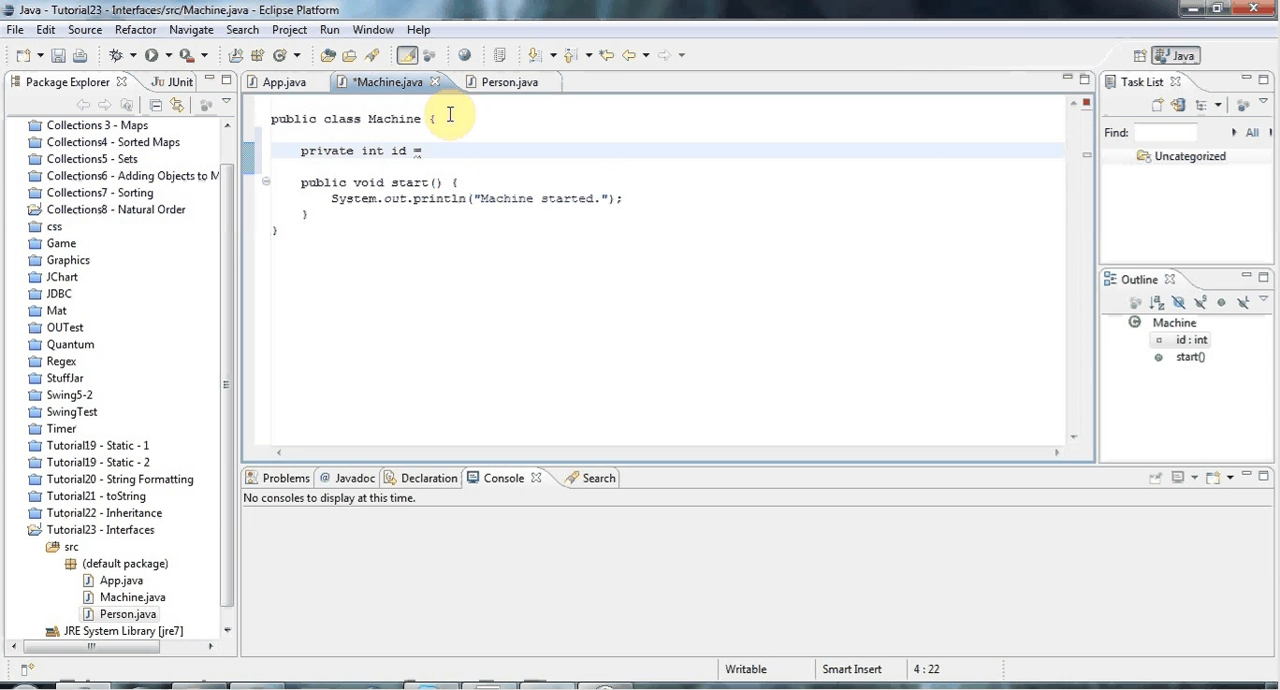 Java - Tutorial23 - Interfaces/src/Machine.java - Eclipse Platform
File Edit Source Refactor Navigate Search Project Run Window Help
Java
Package Explorer Ju JUnit
App.java *Machine.java Person.java
Task List
Find: All
Uncategorized
Collections 3 - Maps
Collections4 - Sorted Maps
Collections5 - Sets
Collections6 - Adding Objects to M
Collections7 - Sorting
Collections8 - Natural Order
css
Game
Graphics
JChart
JDBC
Mat
OUTest
Quantum
Regex
StuffJar
Swing5-2
SwingTest
Timer
Tutorial19 - Static - 1
Tutorial19 - Static - 2
Tutorial20 - String Formatting
Tutorial21 - toString
Tutorial22 - Inheritance
Tutorial23 - Interfaces
src
(default package)
App.java
Machine.java
Person.java
JRE System Library [jre7]
public class Machine {
private int id =
public void start() {
System.out.println("Machine started.");
}
}
Outline
Machine
id : int
start()
Problems @ Javadoc Declaration Console Search
No consoles to display at this time.
Writable Smart Insert 4 : 22